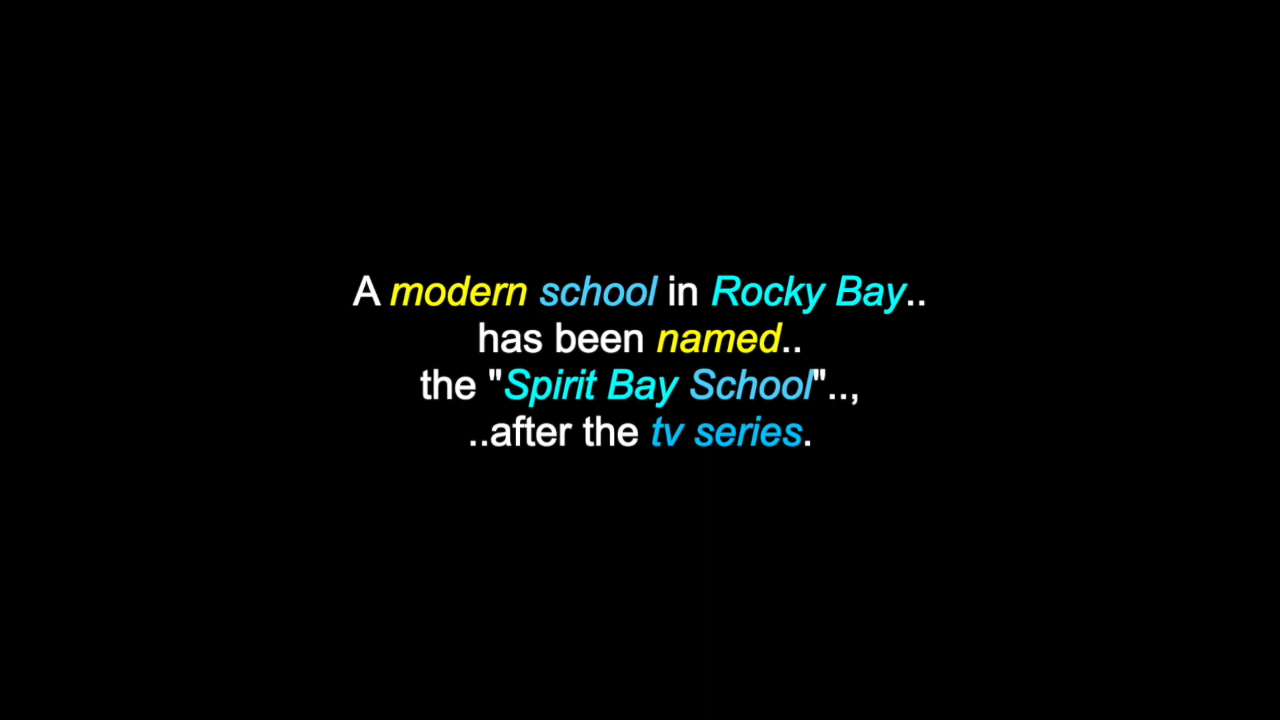 A modern school in Rocky Bay..
has been named..
the "Spirit Bay School"..,
..after the tv series.